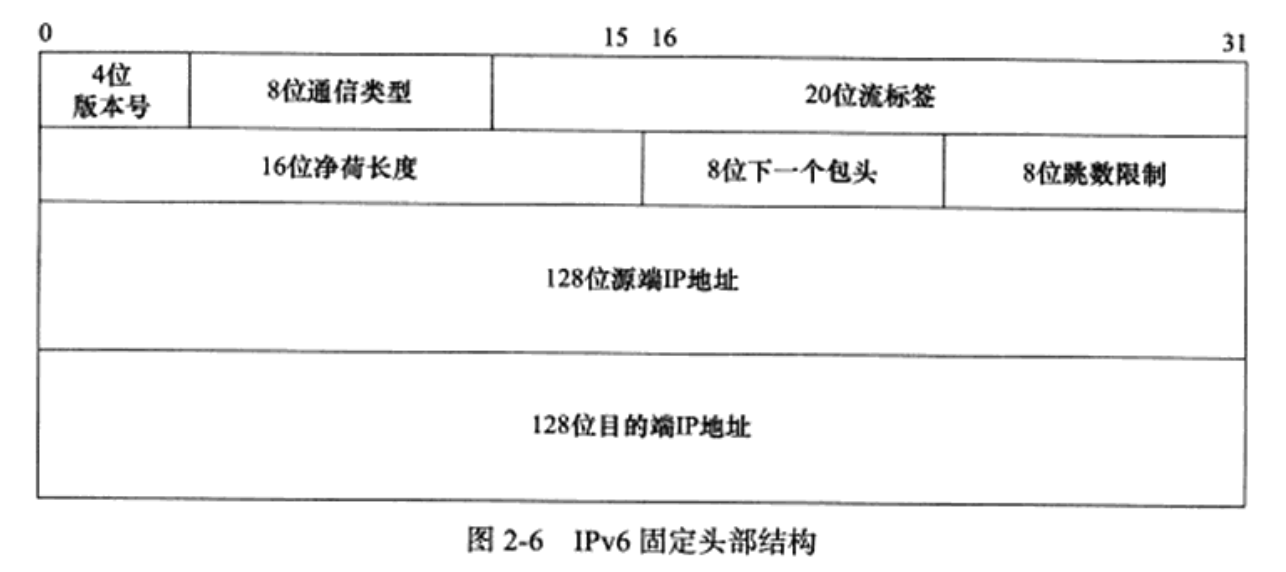 0 15 16 31
4位
版本号
8位通信类型
20位流标签
16位净荷长度
8位下一个包头
8位跳数限制
128位源端IP地址
128位目的端IP地址
图 2-6 IPv6 固定头部结构